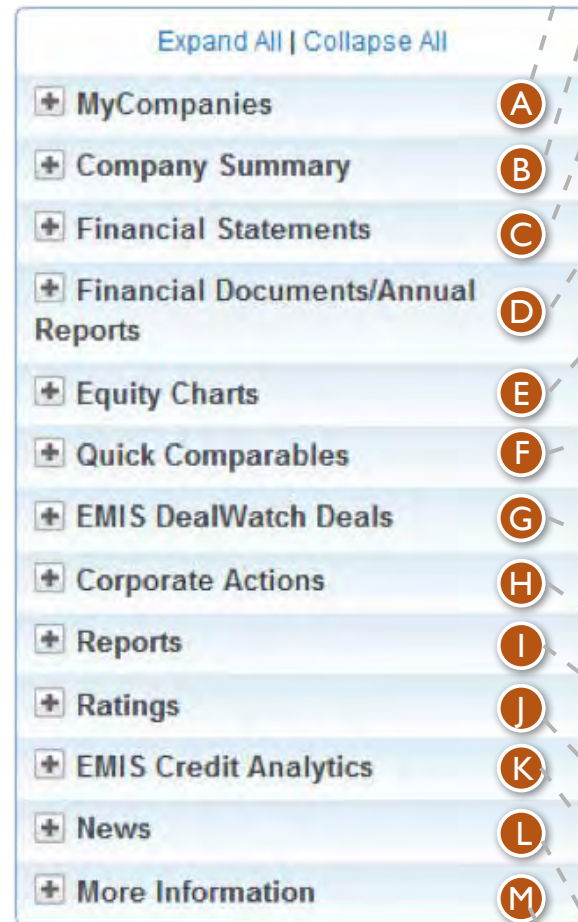 Expand All | Collapse All
MyCompanies A
Company Summary B
Financial Statements C
Financial Documents/Annual
Reports D
Equity Charts E
Quick Comparables F
EMIS DealWatch Deals G
Corporate Actions H
Reports I
Ratings J
EMIS Credit Analytics K
News L
More Information M